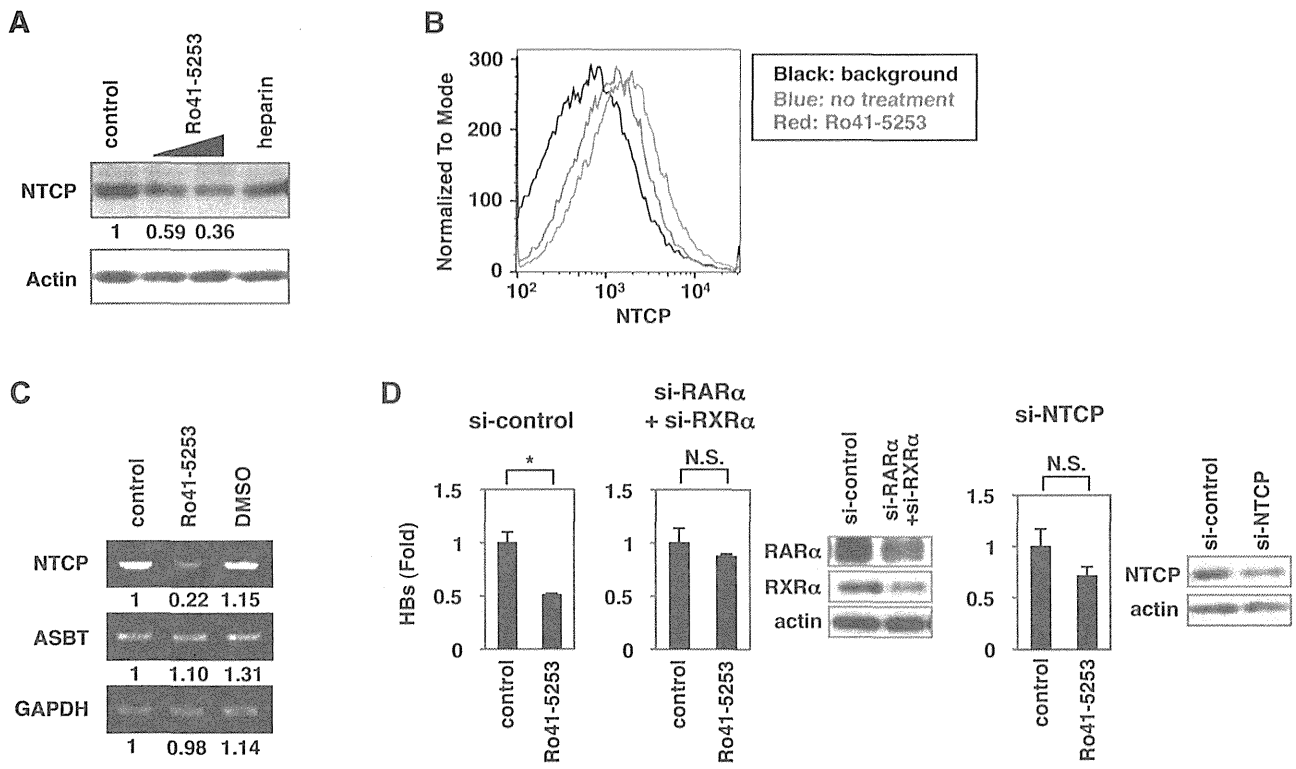 A
control
Ro41-5253
heparin
NTCP
1 0.59 0.36
Actin
B
Normalized To Mode
300
200
100
0
10²
10³
10⁴
NTCP
Black: background
Blue: no treatment
Red: Ro41-5253
C
control
Ro41-5253
DMSO
NTCP
1 0.22 1.15
ASBT
1 1.10 1.31
GAPDH
1 0.98 1.14
D
si-control
*
HBs (Fold)
1.5
1
0.5
0
control
Ro41-5253
si-RARα
+ si-RXRα
N.S.
1.5
1
0.5
0
control
Ro41-5253
si-control
si-RARα
+si-RXRα
RARα
RXRα
actin
si-NTCP
N.S.
1.5
1
0.5
0
control
Ro41-5253
si-control
si-NTCP
NTCP
actin